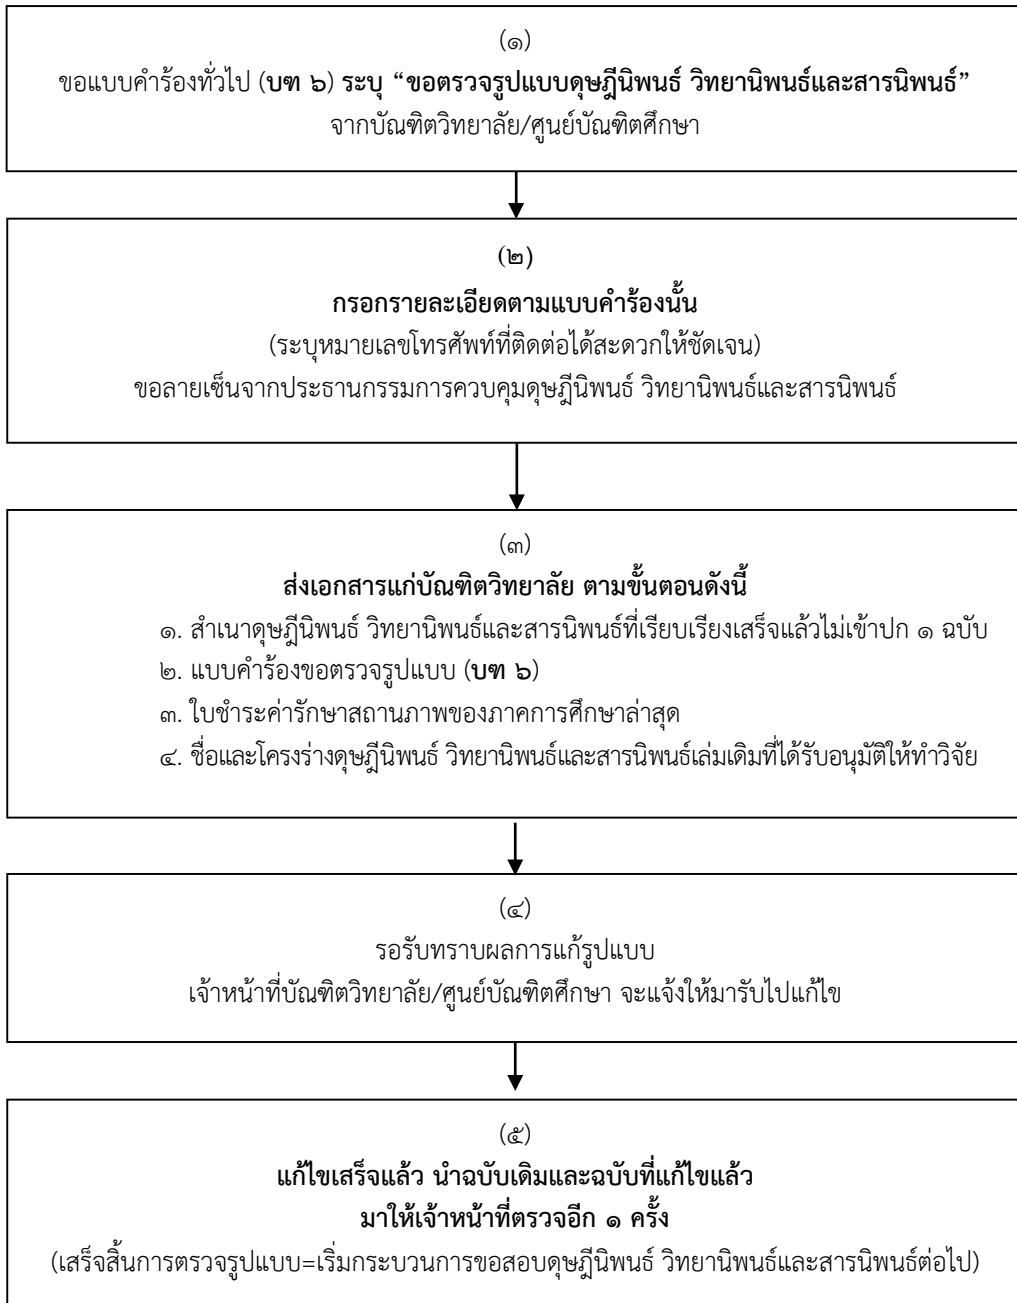 (๑)
ขอแบบคำร้องทั่วไป (บฑ ๖) ระบุ “ขอตรวจรูปแบบดุษฎีนิพนธ์ วิทยานิพนธ์และสารนิพนธ์”
จากบัณฑิตวิทยาลัย/ศูนย์บัณฑิตศึกษา
(๒)
กรอกรายละเอียดตามแบบคำร้องนั้น
(ระบุหมายเลขโทรศัพท์ที่ติดต่อได้สะดวกให้ชัดเจน)
ขอลายเซ็นจากประธานกรรมการควบคุมดุษฎีนิพนธ์ วิทยานิพนธ์และสารนิพนธ์
(๓)
ส่งเอกสารแก่บัณฑิตวิทยาลัย ตามขั้นตอนดังนี้
๑. สำเนาดุษฎีนิพนธ์ วิทยานิพนธ์และสารนิพนธ์ที่เรียบเรียงเสร็จแล้วไม่เข้าปก ๑ ฉบับ
๒. แบบคำร้องขอตรวจรูปแบบ (บฑ ๖)
๓. ใบชำระค่ารักษาสถานภาพของภาคการศึกษาล่าสุด
๔. ชื่อและโครงร่างดุษฎีนิพนธ์ วิทยานิพนธ์และสารนิพนธ์เล่มเดิมที่ได้รับอนุมัติให้ทำวิจัย
(๔)
รอรับทราบผลการแก้รูปแบบ
เจ้าหน้าที่บัณฑิตวิทยาลัย/ศูนย์บัณฑิตศึกษา จะแจ้งให้มารับไปแก้ไข
(๕)
แก้ไขเสร็จแล้ว นำฉบับเดิมและฉบับที่แก้ไขแล้ว
มาให้เจ้าหน้าที่ตรวจอีก ๑ ครั้ง
(เสร็จสิ้นการตรวจรูปแบบ=เริ่มกระบวนการขอสอบดุษฎีนิพนธ์ วิทยานิพนธ์และสารนิพนธ์ต่อไป)